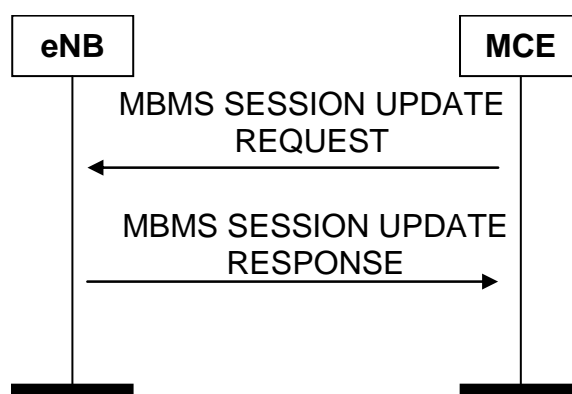 eNB
MCE
MBMS SESSION UPDATE
REQUEST
MBMS SESSION UPDATE
RESPONSE